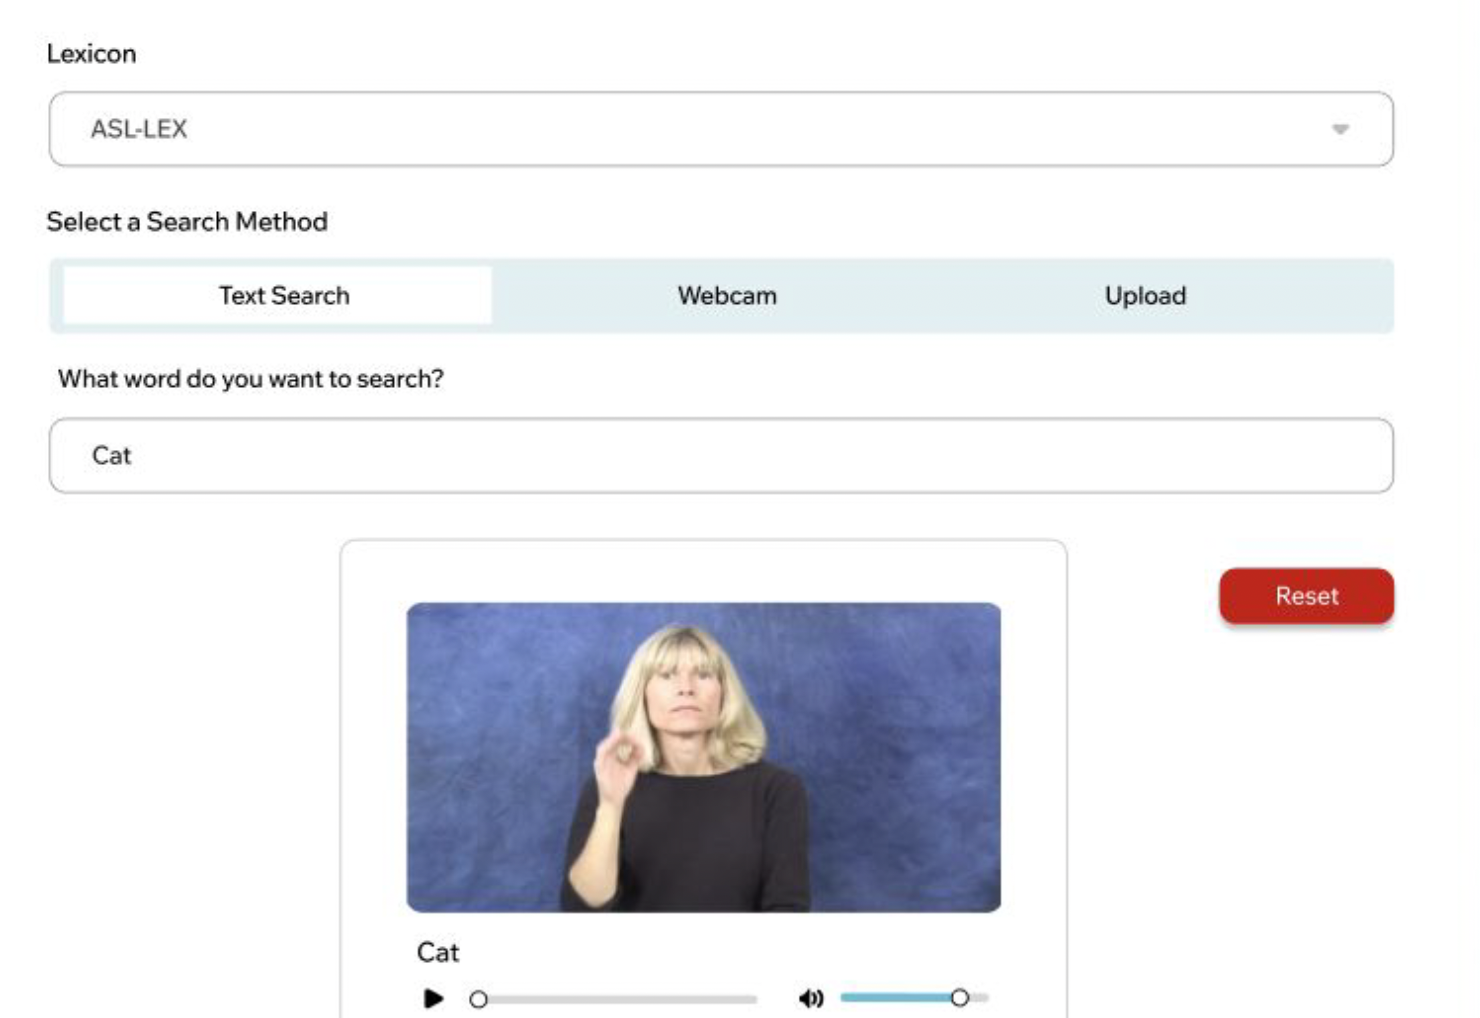 Lexicon
ASL-LEX
Select a Search Method
Text Search Webcam Upload
What word do you want to search?
Cat
Reset
Cat